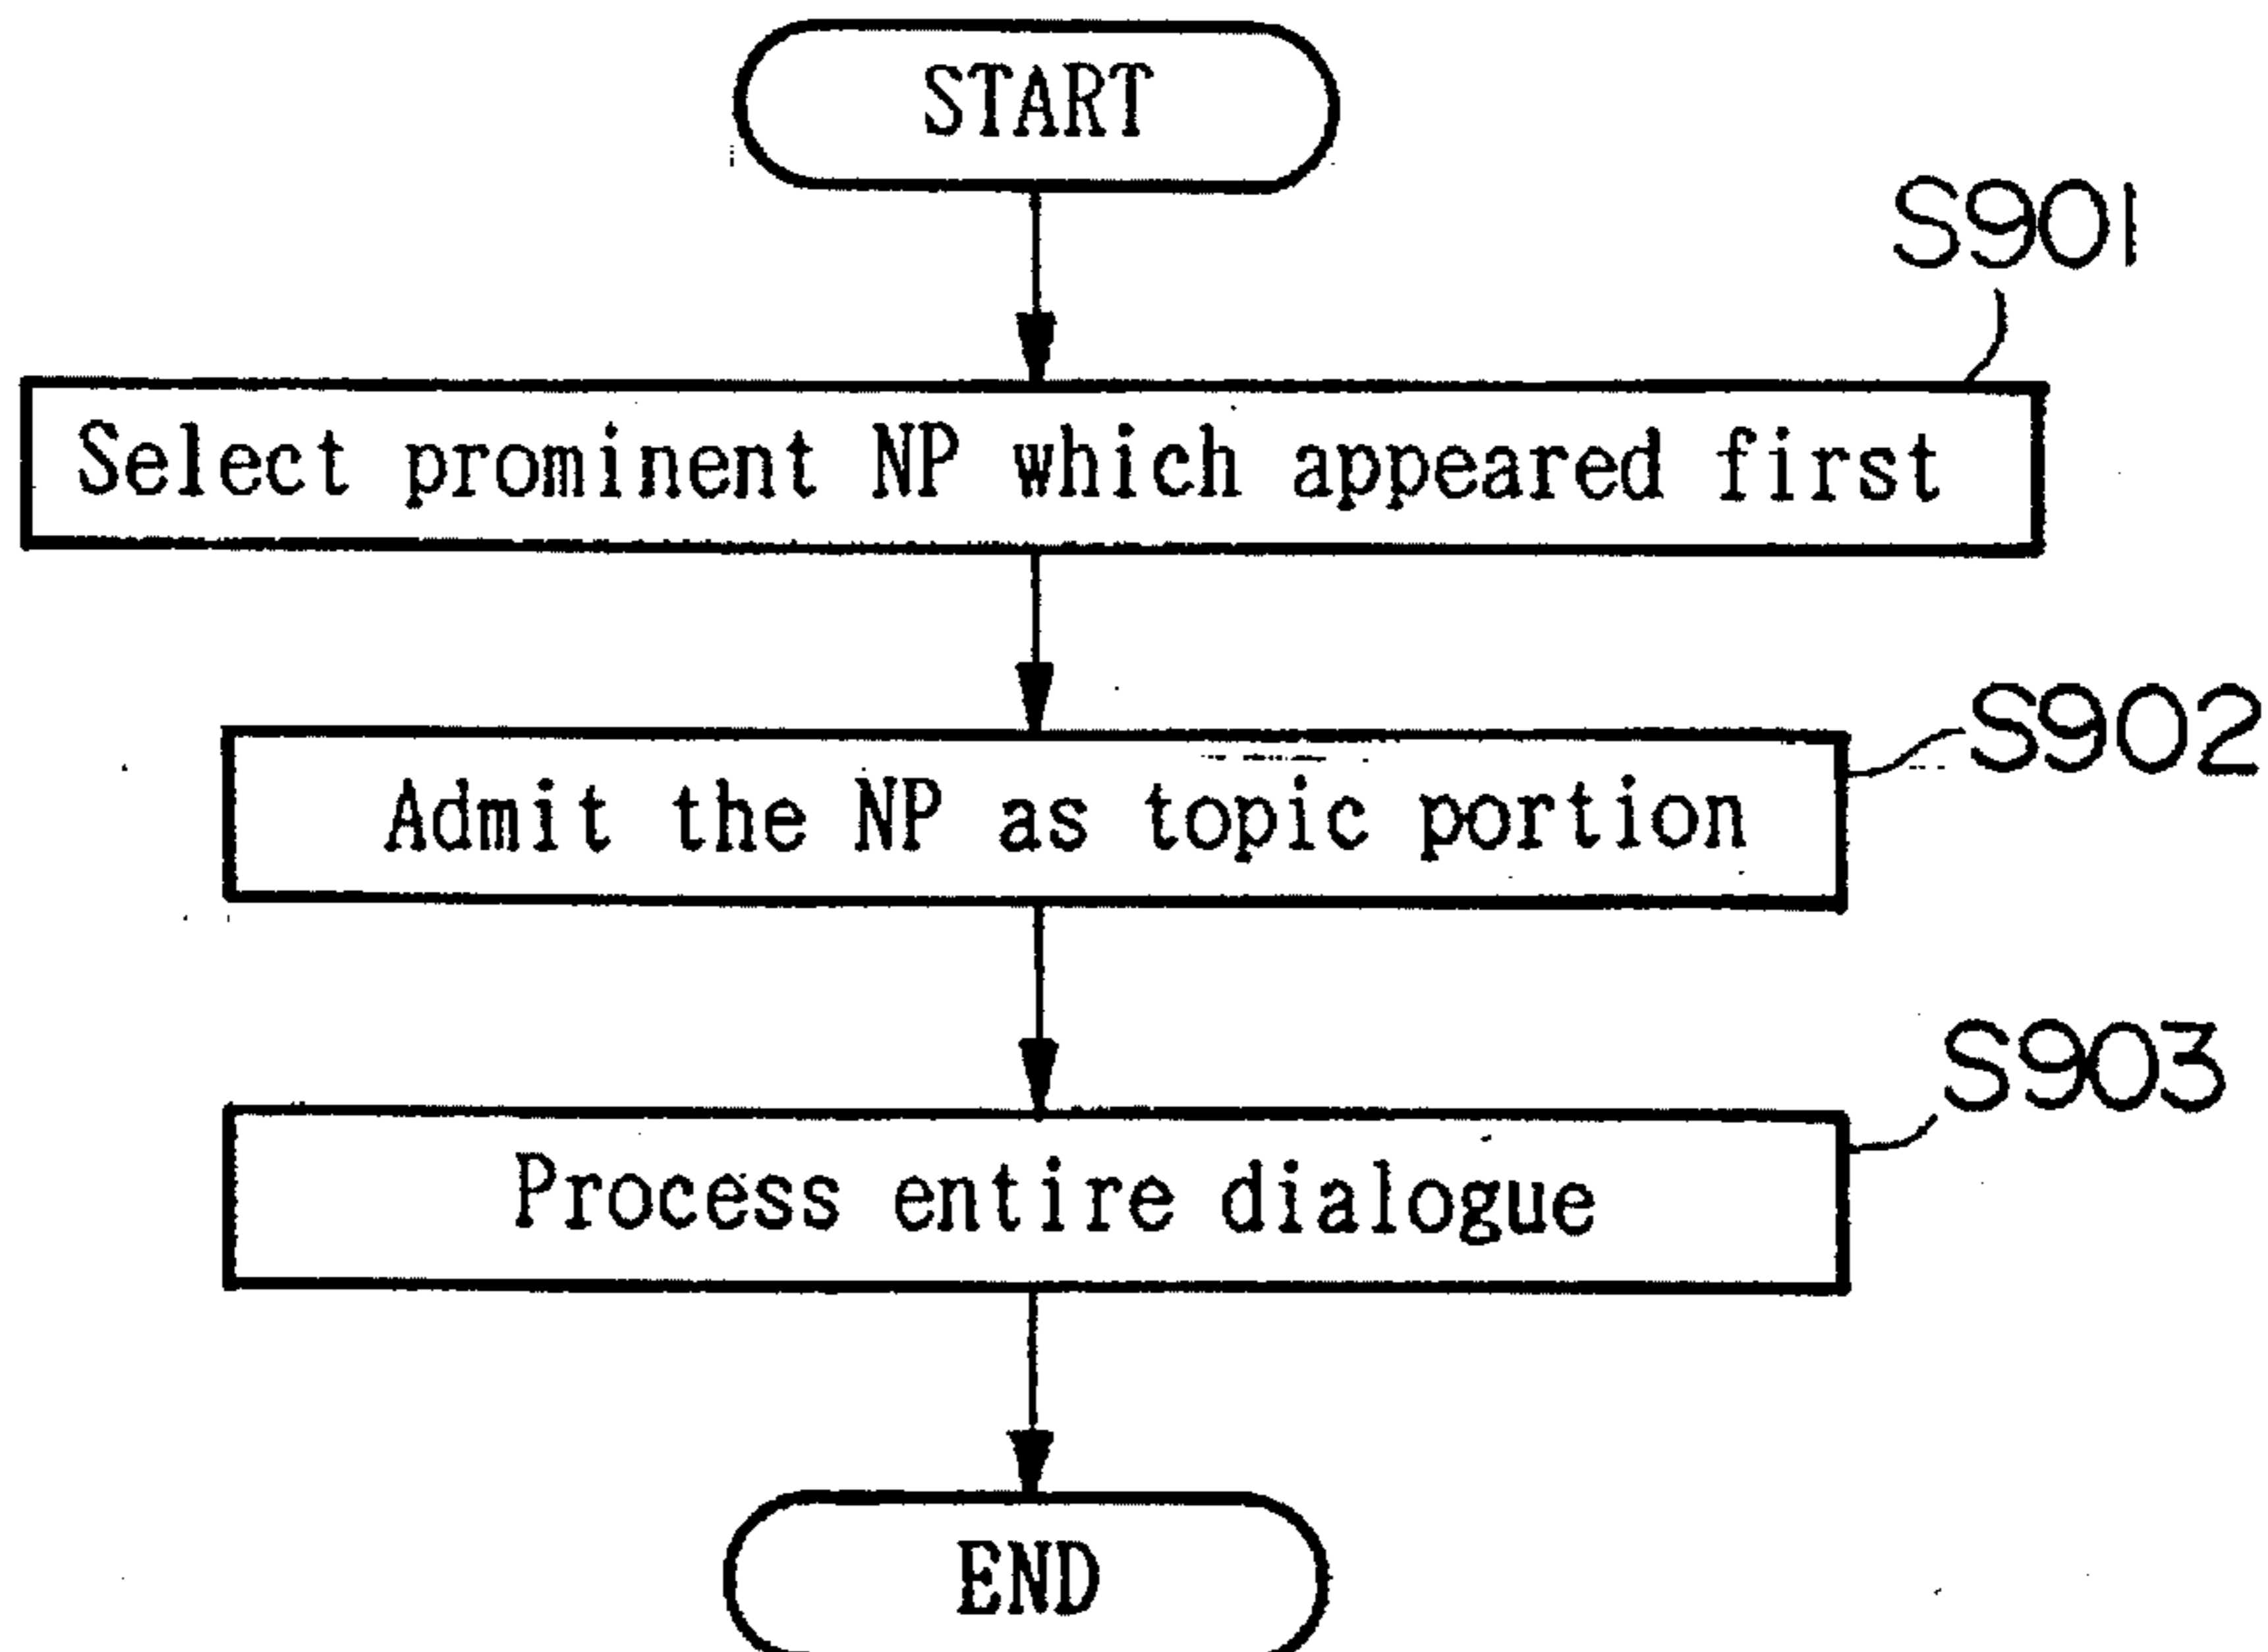 START
S901
Select prominent NP which appeared first
S902
Admit the NP as topic portion
S903
Process entire dialogue
END